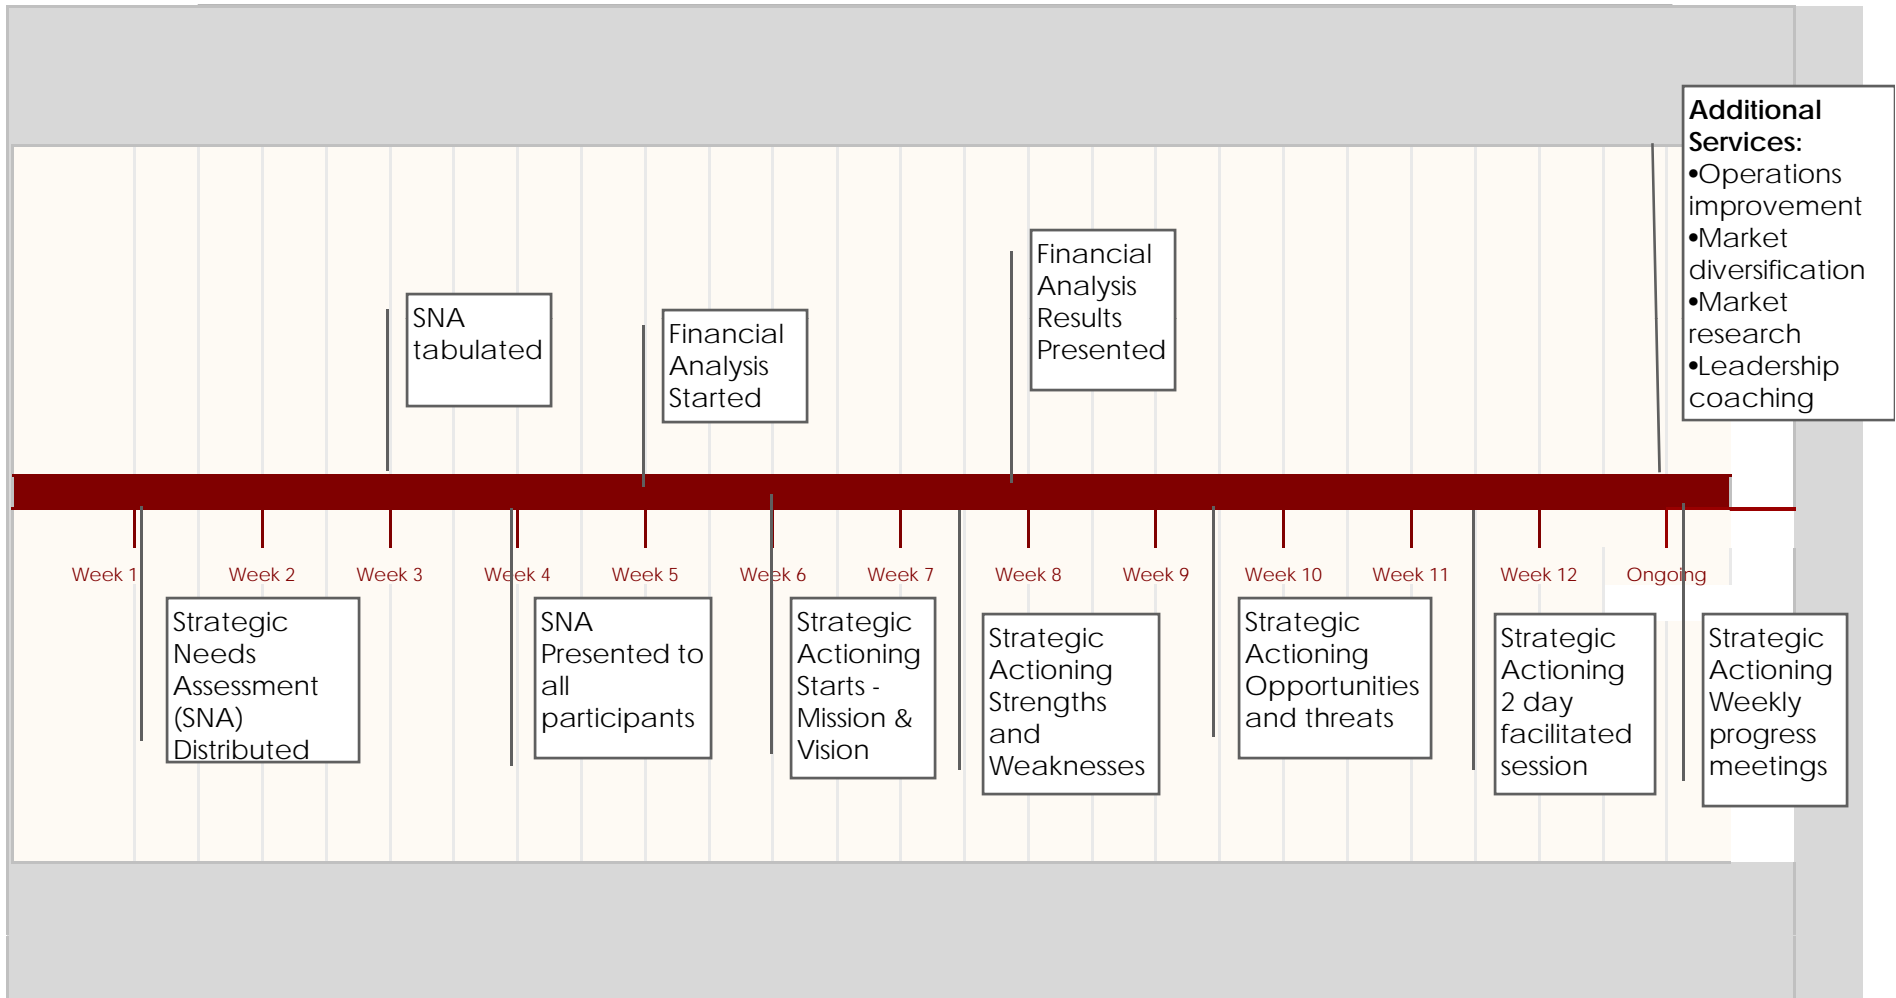 Additional
Services:
•Operations
improvement
•Market
diversification
•Market
research
•Leadership
coaching
Financial
Analysis
Results
Presented
SNA
tabulated
Financial
Analysis
Started
Week 1
Week 2
Week 3
Week 4
Week 5
Week 6
Week 7
Week 8
Week 9
Week 10
Week 11
Week 12
Ongoing
Strategic
Needs
Assessment
(SNA)
Distributed
SNA
Presented to
all
participants
Strategic
Actioning
Starts -
Mission &
Vision
Strategic
Actioning
Strengths
and
Weaknesses
Strategic
Actioning
Opportunities
and threats
Strategic
Actioning
2 day
facilitated
session
Strategic
Actioning
Weekly
progress
meetings